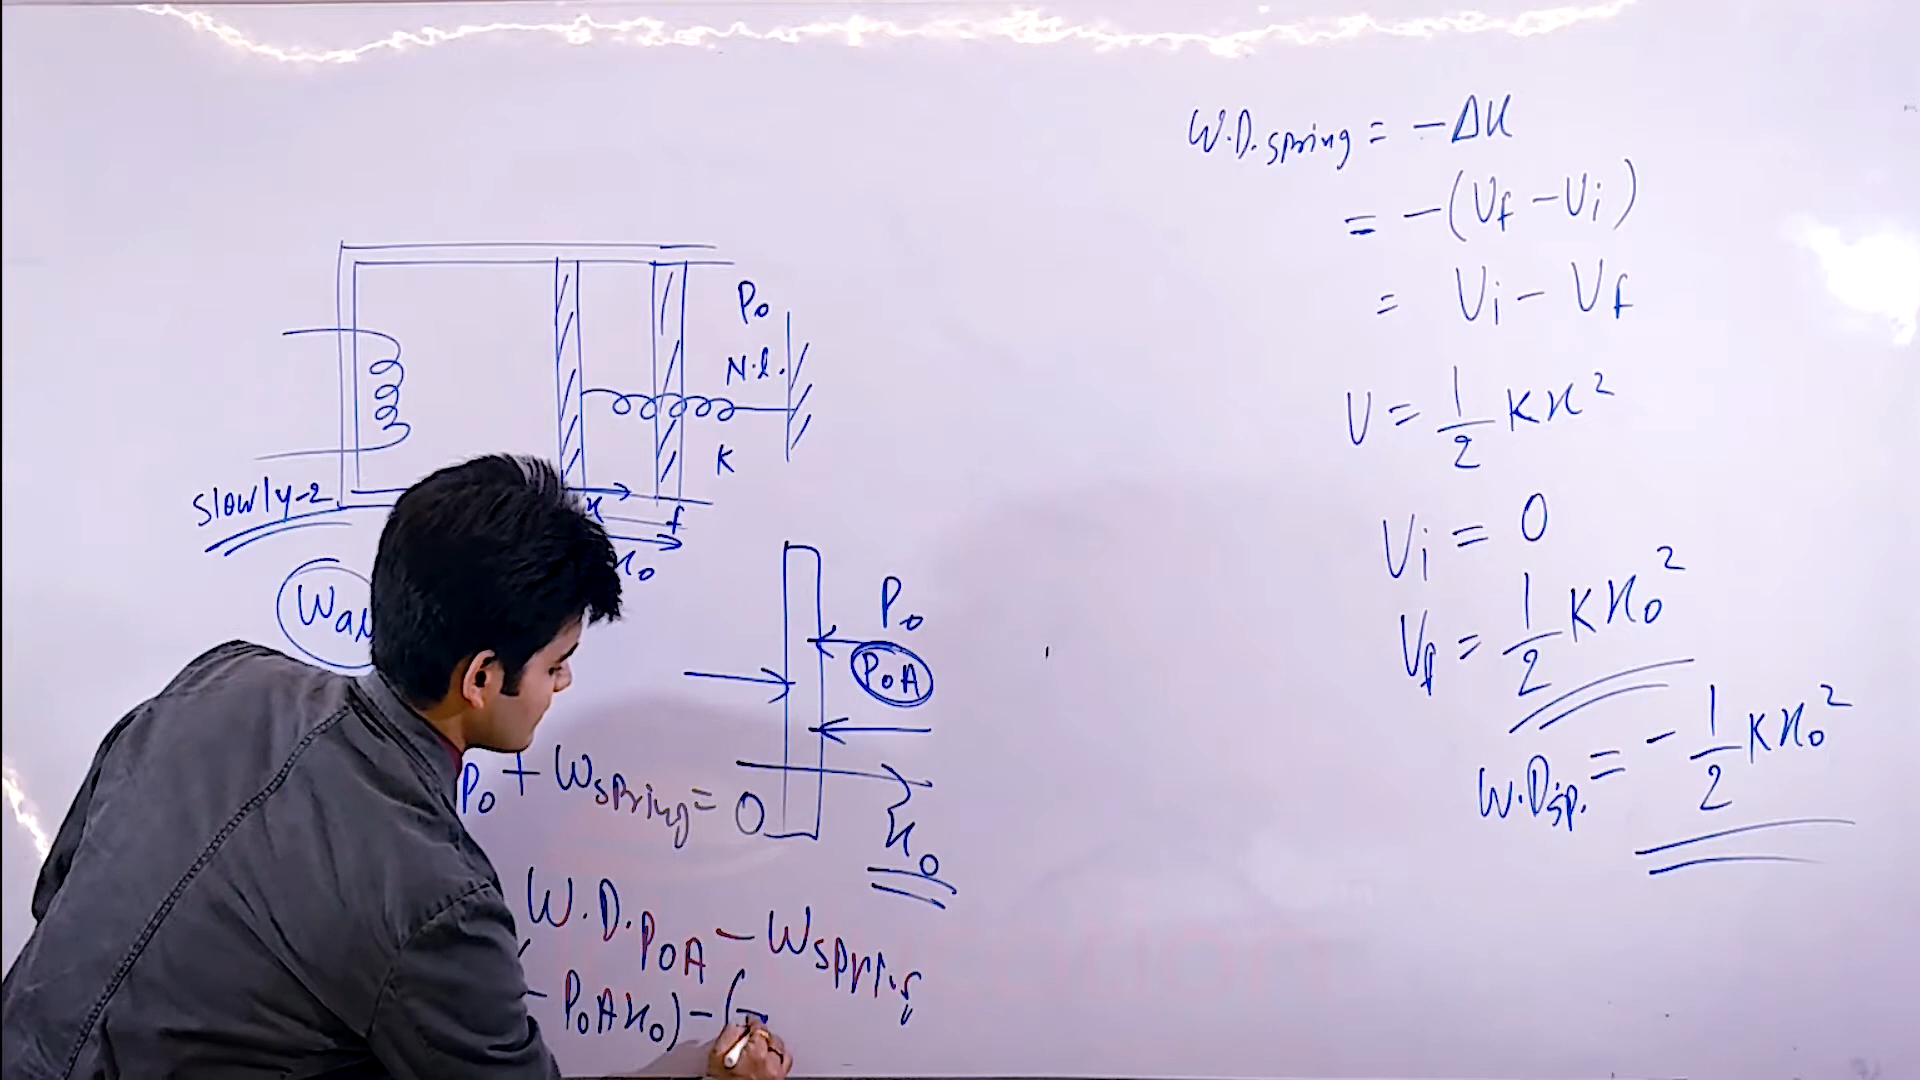 P₀
N.l.
K
slowly-2
x
f
x₀
P₀
P₀A
P₀ + Wspring = 0
x₀
W.D.P₀A - Wspring
- P₀Ax₀) - (-
W.D.spring = -ΔU
= -(Uf - Ui)
= Ui - Uf
U = 1/2 Kx²
Ui = 0
Uf = 1/2 Kx₀²
W.Dsp. = - 1/2 Kx₀²